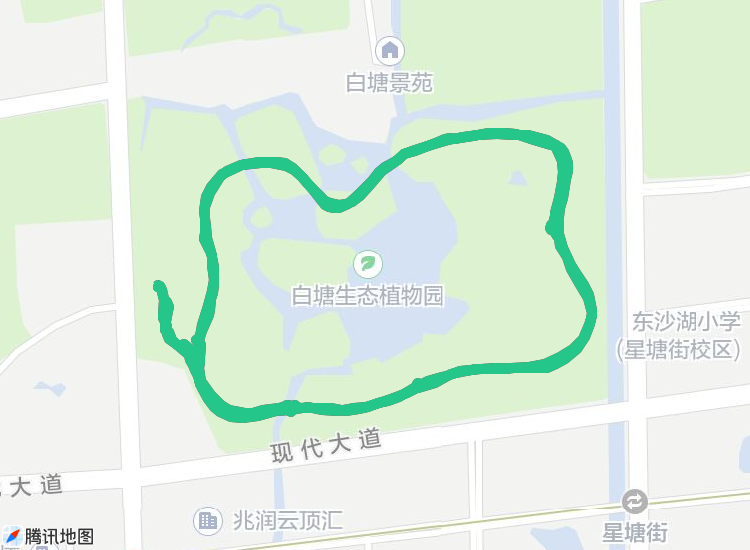 白塘景苑
白塘生态植物园
东沙湖小学
(星塘街校区)
现代大道
大道
兆润云顶汇
星塘街
腾讯地图